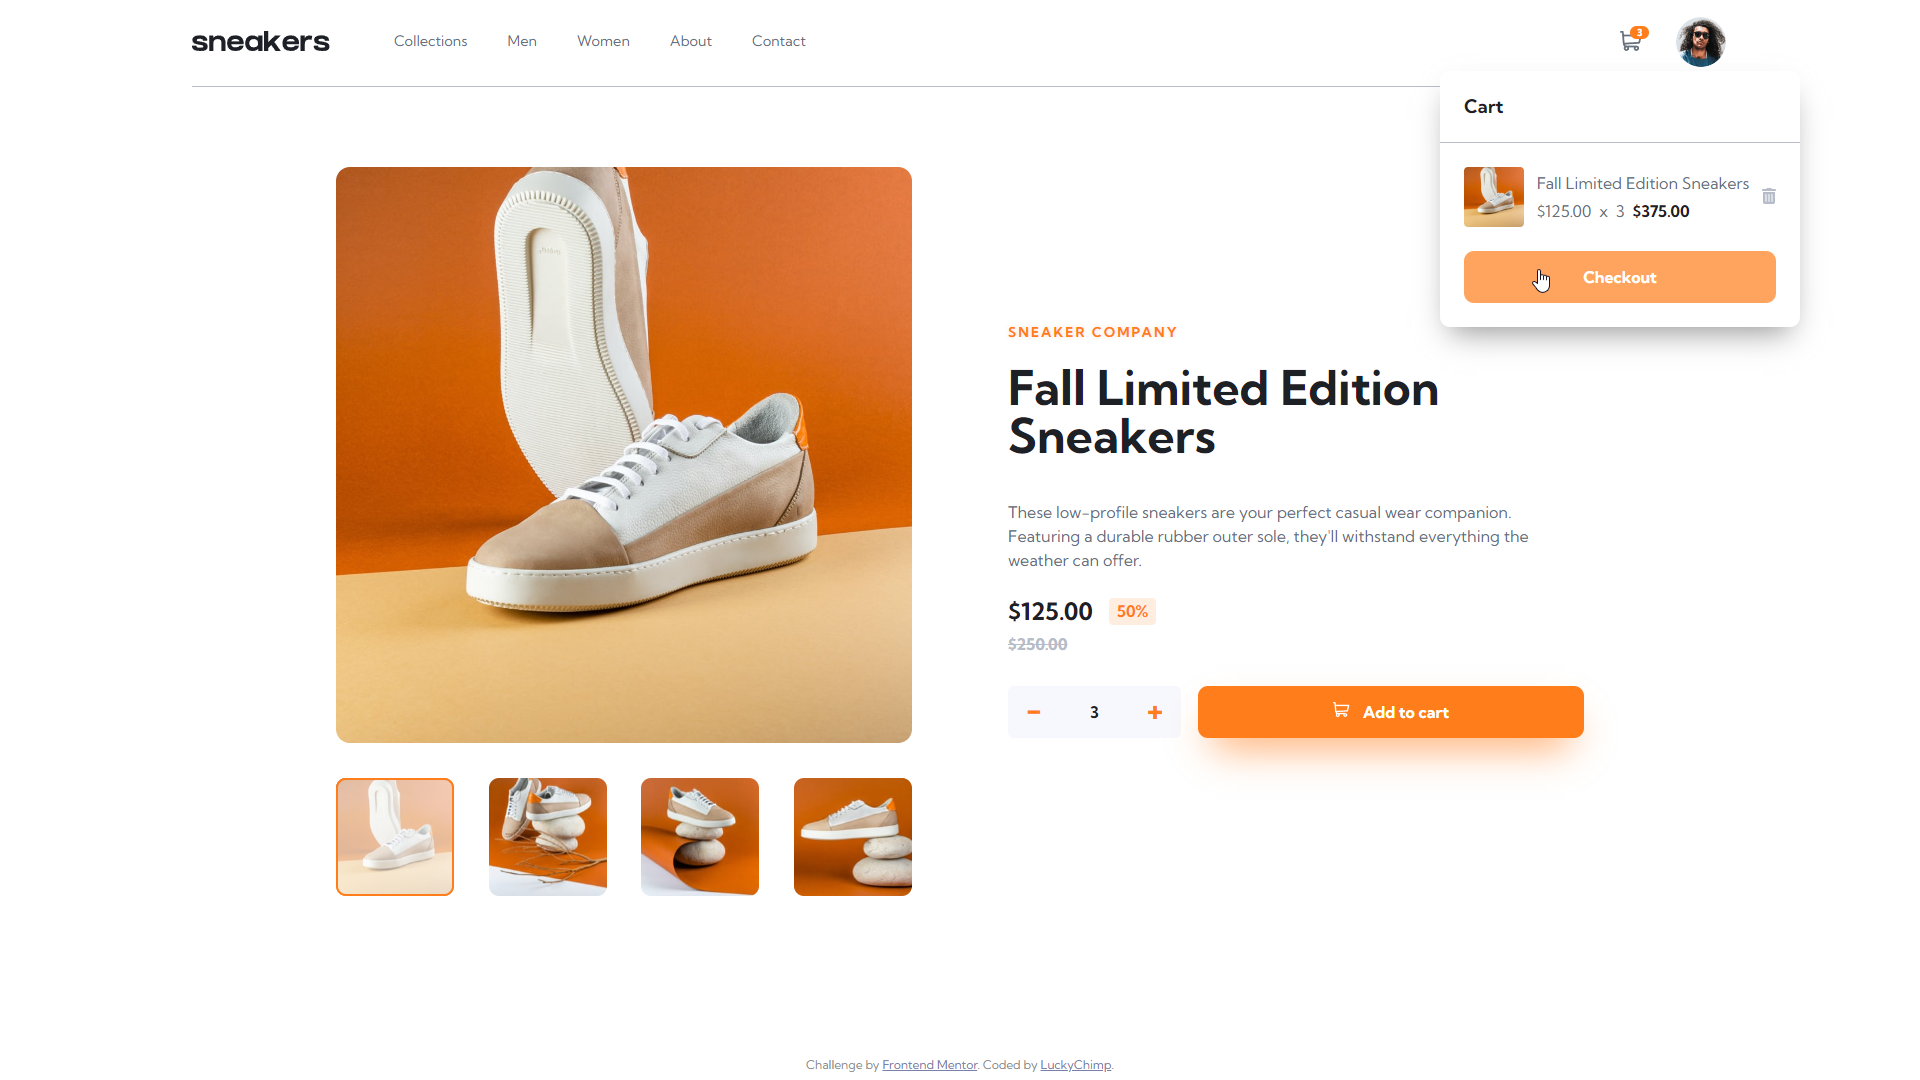 sneakers
Collections
Men
Women
About
Contact
3
Cart
Fall Limited Edition Sneakers
$125.00 x 3 $375.00
Checkout
SNEAKER COMPANY
Fall Limited Edition
Sneakers
These low-profile sneakers are your perfect casual wear companion.
Featuring a durable rubber outer sole, they'll withstand everything the
weather can offer.
$125.00 50%
$250.00
3
Add to cart
Challenge by Frontend Mentor. Coded by LuckyChimp.